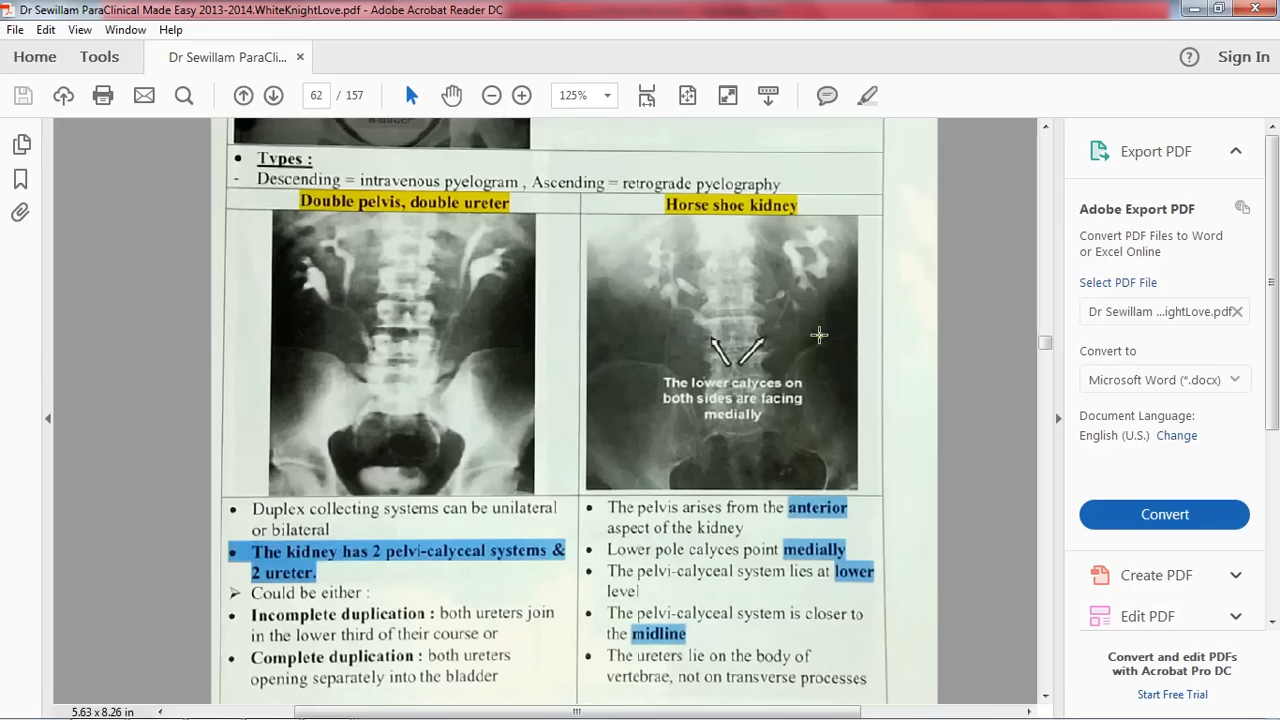 Dr Sewillam ParaClinical Made Easy 2013-2014.WhiteKnightLove.pdf - Adobe Acrobat Reader DC
File Edit View Window Help
Home Tools Dr Sewillam ParaCli... × ? Sign In
62 / 157 125%
Types :
- Descending = intravenous pyelogram , Ascending = retrograde pyelography
Double pelvis, double ureter
Horse shoe kidney
The lower calyces on
both sides are facing
medially
• Duplex collecting systems can be unilateral
or bilateral
• The kidney has 2 pelvi-calyceal systems &
2 ureter.
➢ Could be either :
• Incomplete duplication : both ureters join
in the lower third of their course or
• Complete duplication : both ureters
opening separately into the bladder
• The pelvis arises from the anterior
aspect of the kidney
• Lower pole calyces point medially
• The pelvi-calyceal system lies at lower
level
• The pelvi-calyceal system is closer to
the midline
• The ureters lie on the body of
vertebrae, not on transverse processes
5.63 x 8.26 in
Export PDF
Adobe Export PDF
Convert PDF Files to Word
or Excel Online
Select PDF File
Dr Sewillam ...ightLove.pdf
Convert to
Microsoft Word (*.docx)
Document Language:
English (U.S.) Change
Convert
Create PDF
Edit PDF
Convert and edit PDFs
with Acrobat Pro DC
Start Free Trial